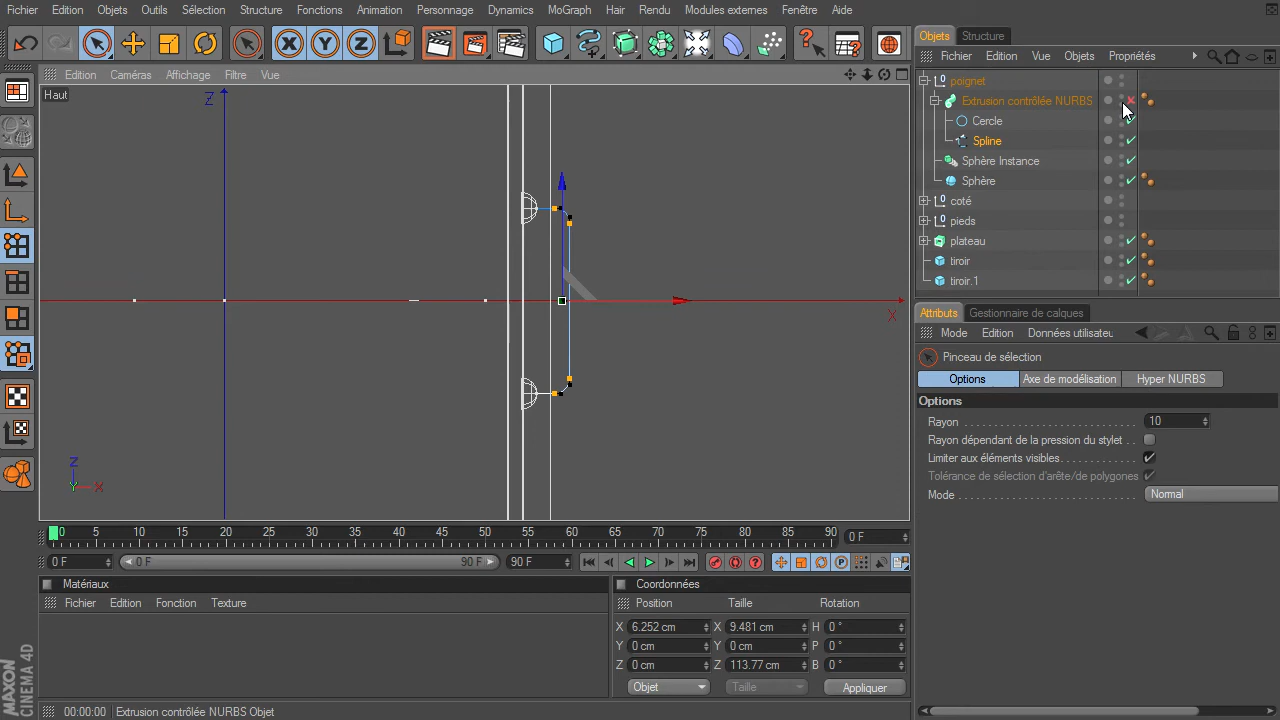 Fichier Edition Objets Outils Sélection Structure Fonctions Animation Personnage Dynamics MoGraph Hair Rendu Modules externes Fenêtre Aide
X Y Z
Objets Structure
Fichier Edition Vue Objets Propriétés
Edition Caméras Affichage Filtre Vue
poignet
Haut
Z
Extrusion contrôlée NURBS
Cercle
Spline
Sphère Instance
Sphère
coté
pieds
plateau
tiroir
tiroir.1
X
Attributs Gestionnaire de calques
Mode Edition Données utilisateu
Pinceau de sélection
Options Axe de modélisation Hyper NURBS
Options
Rayon 10
Rayon dépendant de la pression du stylet
Limiter aux éléments visibles
Tolérance de sélection d'arête/de polygones
Mode Normal
Z
Y X
0 5 10 15 20 25 30 35 40 45 50 55 60 65 70 75 80 85 90 0 F
0 F 0 F 90 F 90 F
Matériaux
Fichier Edition Fonction Texture
Coordonnées
Position Taille Rotation
X 6.252 cm X 9.481 cm H 0 °
Y 0 cm Y 0 cm P 0 °
Z 0 cm Z 113.77 cm B 0 °
Objet Taille Appliquer
MAXON
CINEMA 4D
00:00:00 Extrusion contrôlée NURBS Objet